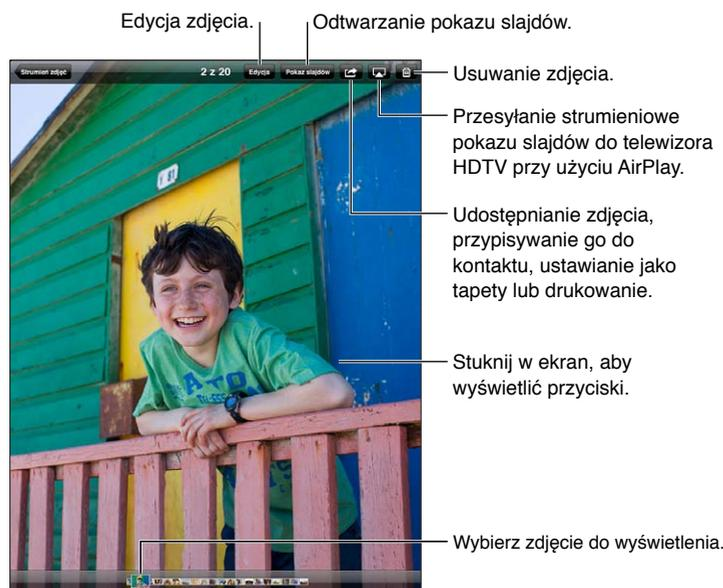 Edycja zdjęcia.
Odtwarzanie pokazu slajdów.
Strumień zdjęć
2 z 20
Edycja
Pokaz slajdów
Usuwanie zdjęcia.
Przesyłanie strumieniowe
pokazu slajdów do telewizora
HDTV przy użyciu AirPlay.
Y 81
Udostępnianie zdjęcia,
przypisywanie go do
kontaktu, ustawianie jako
tapety lub drukowanie.
Stuknij w ekran, aby
wyświetlić przyciski.
Wybierz zdjęcie do wyświetlenia.